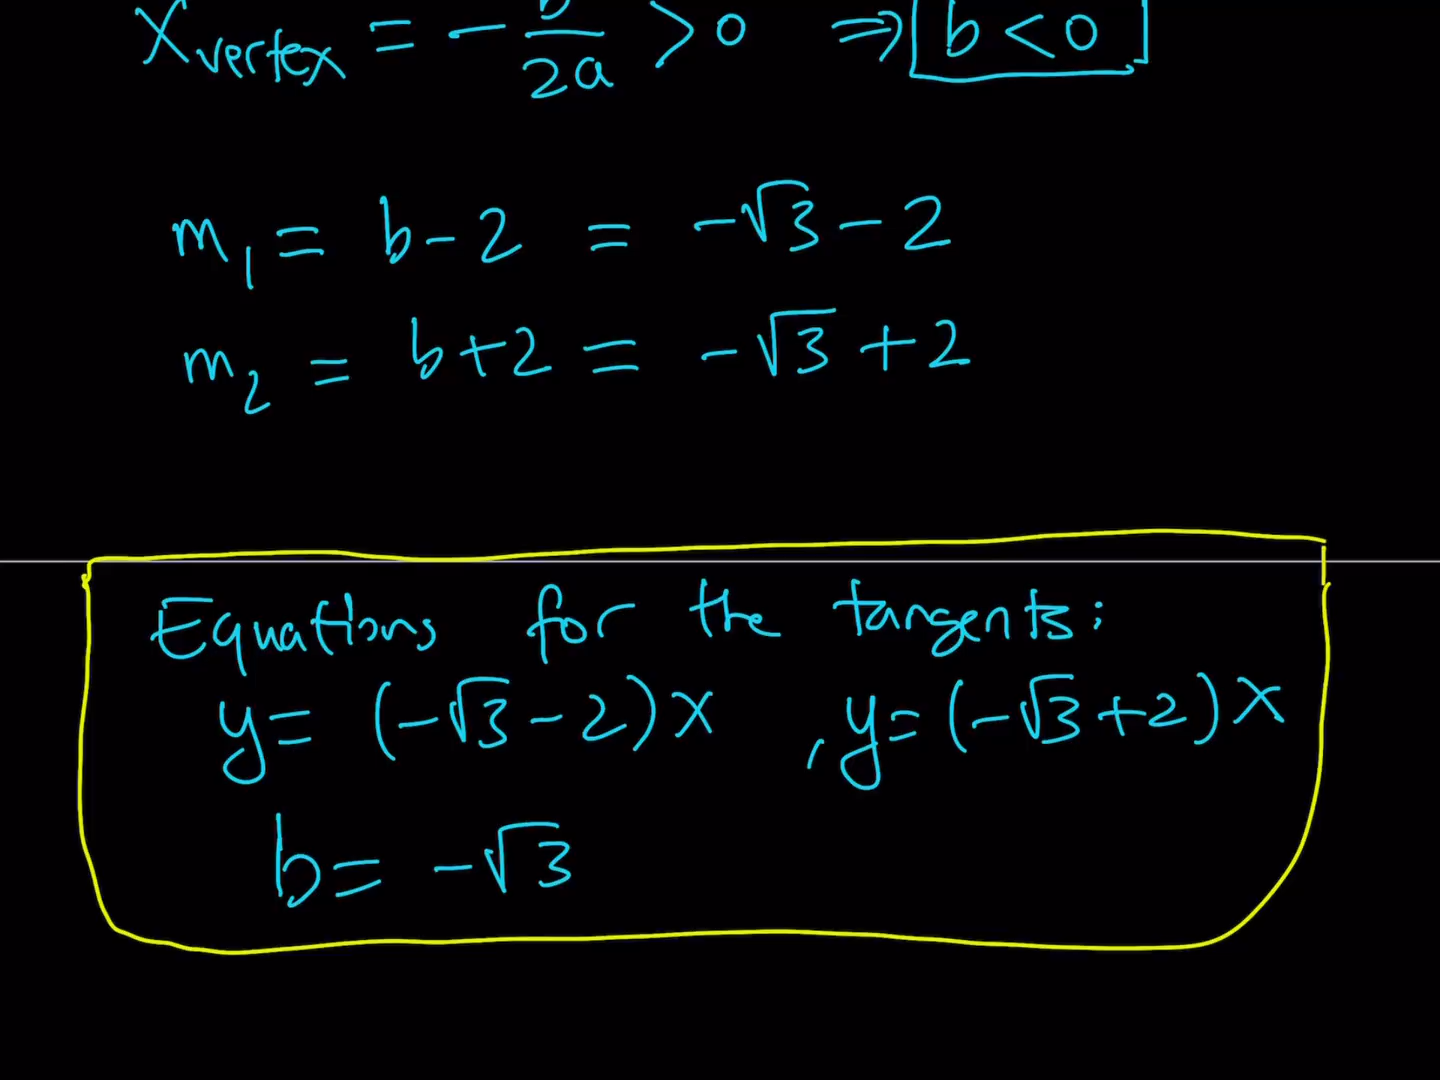 Xvertex = - b/2a > 0 ⇒ b < 0
m₁ = b - 2 = -√3 - 2
m₂ = b + 2 = -√3 + 2
Equations for the tangents:
y = (-√3 - 2)x , y = (-√3 + 2)x
b = -√3